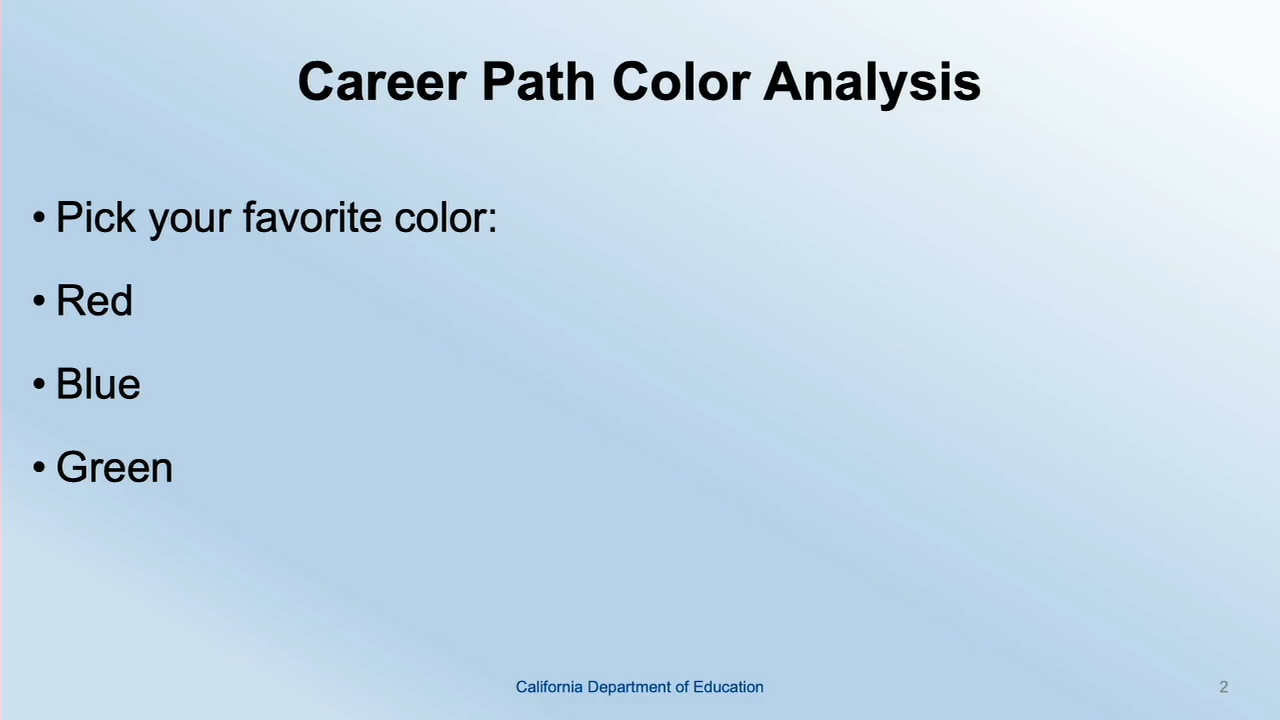 Career Path Color Analysis
• Pick your favorite color:
• Red
• Blue
• Green
California Department of Education
2